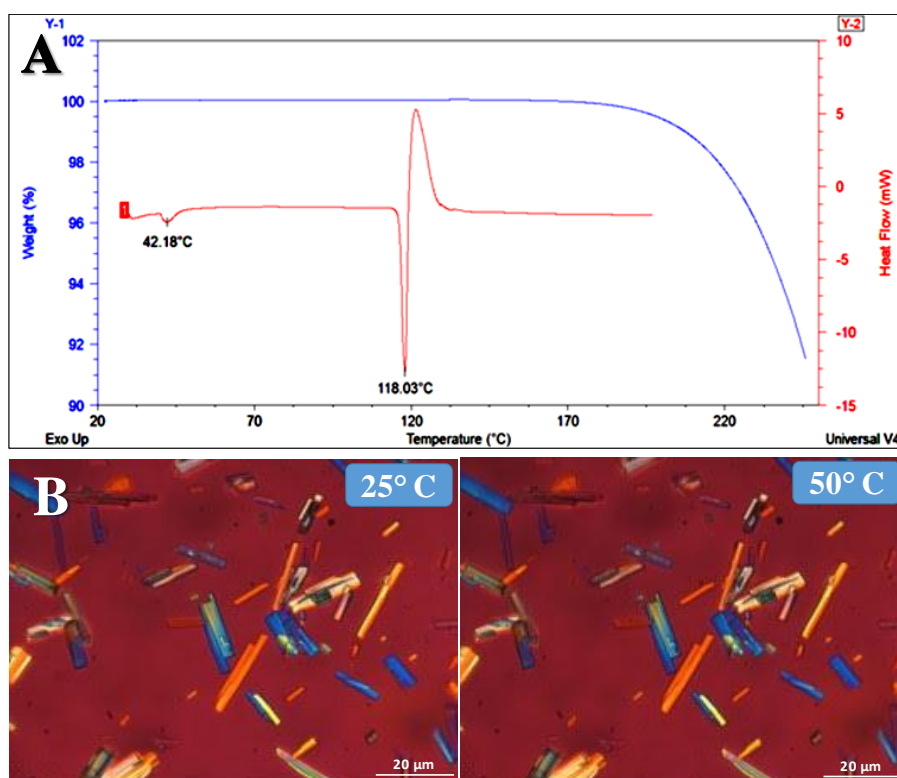 Y-1 Y-2
A
102 10
100 5
98 0
96 -5
94 -10
92
90 -15
Weight (%)
Heat Flow (mW)
1
42.18°C
118.03°C
20 70 120 170 220
Exo Up Temperature (°C) Universal V4
B 25° C 50° C
20 µm 20 µm